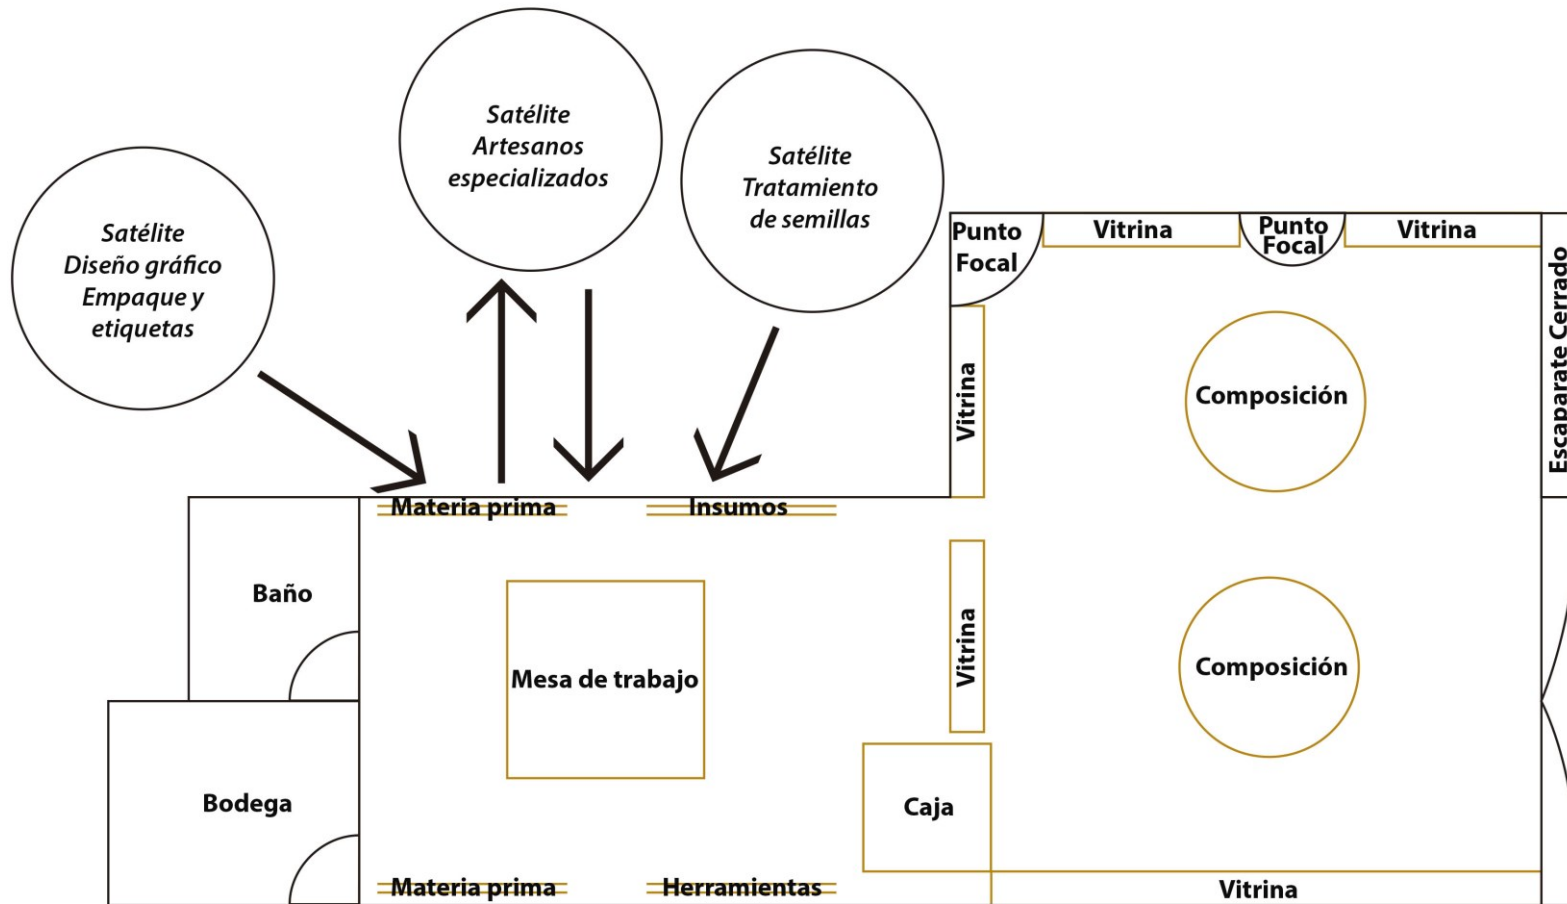 Satélite
Artesanos
especializados
Satélite
Tratamiento
de semillas
Satélite
Diseño gráfico
Empaque y
etiquetas
Punto
Focal
Vitrina
Punto
Focal
Vitrina
Escaparate Cerrado
Vitrina
Composición
Materia prima
Insumos
Baño
Mesa de trabajo
Vitrina
Composición
Bodega
Caja
Materia prima
Herramientas
Vitrina